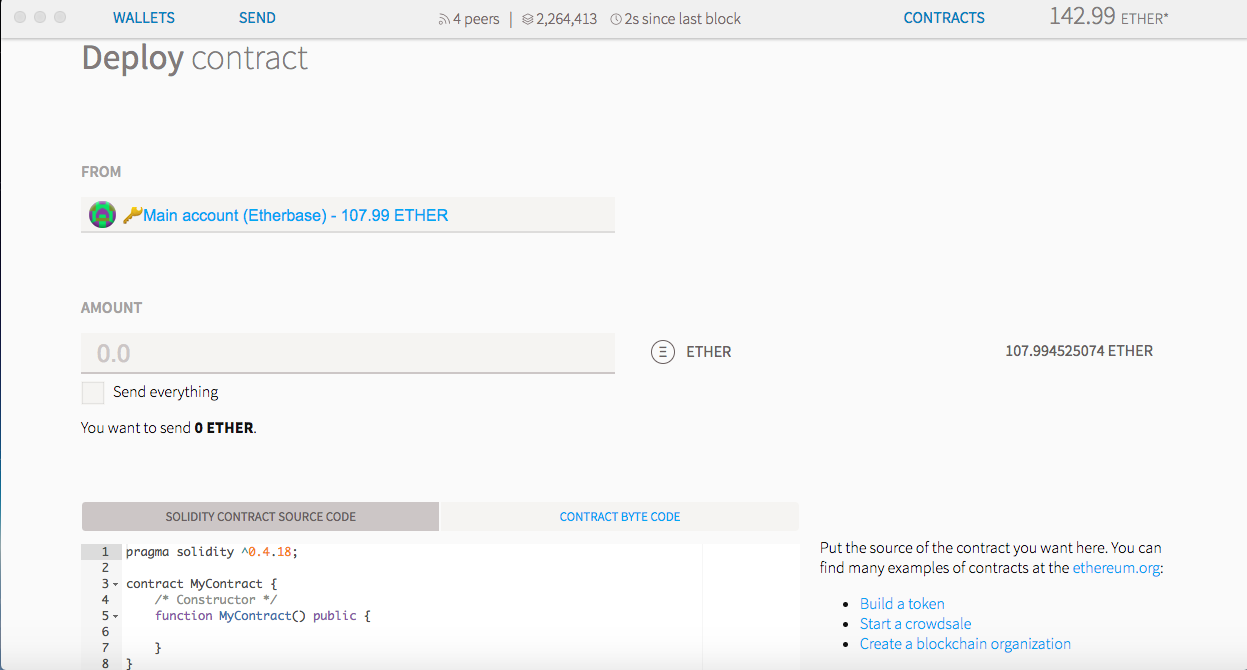 WALLETS SEND 4 peers | 2,264,413 2s since last block CONTRACTS 142.99 ETHER*
Deploy contract
FROM
Main account (Etherbase) - 107.99 ETHER
AMOUNT
0.0 ETHER 107.994525074 ETHER
Send everything
You want to send 0 ETHER.
SOLIDITY CONTRACT SOURCE CODE CONTRACT BYTE CODE
1 pragma solidity ^0.4.18;
2
3 contract MyContract {
4 /* Constructor */
5 function MyContract() public {
6
7 }
8 }
Put the source of the contract you want here. You can
find many examples of contracts at the ethereum.org:
• Build a token
• Start a crowdsale
• Create a blockchain organization